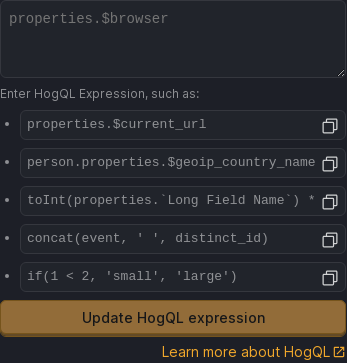 properties.$browser
Enter HogQL Expression, such as:
properties.$current_url
person.properties.$geoip_country_name
toInt(properties.`Long Field Name`) *
concat(event, ' ', distinct_id)
if(1 < 2, 'small', 'large')
Update HogQL expression
Learn more about HogQL